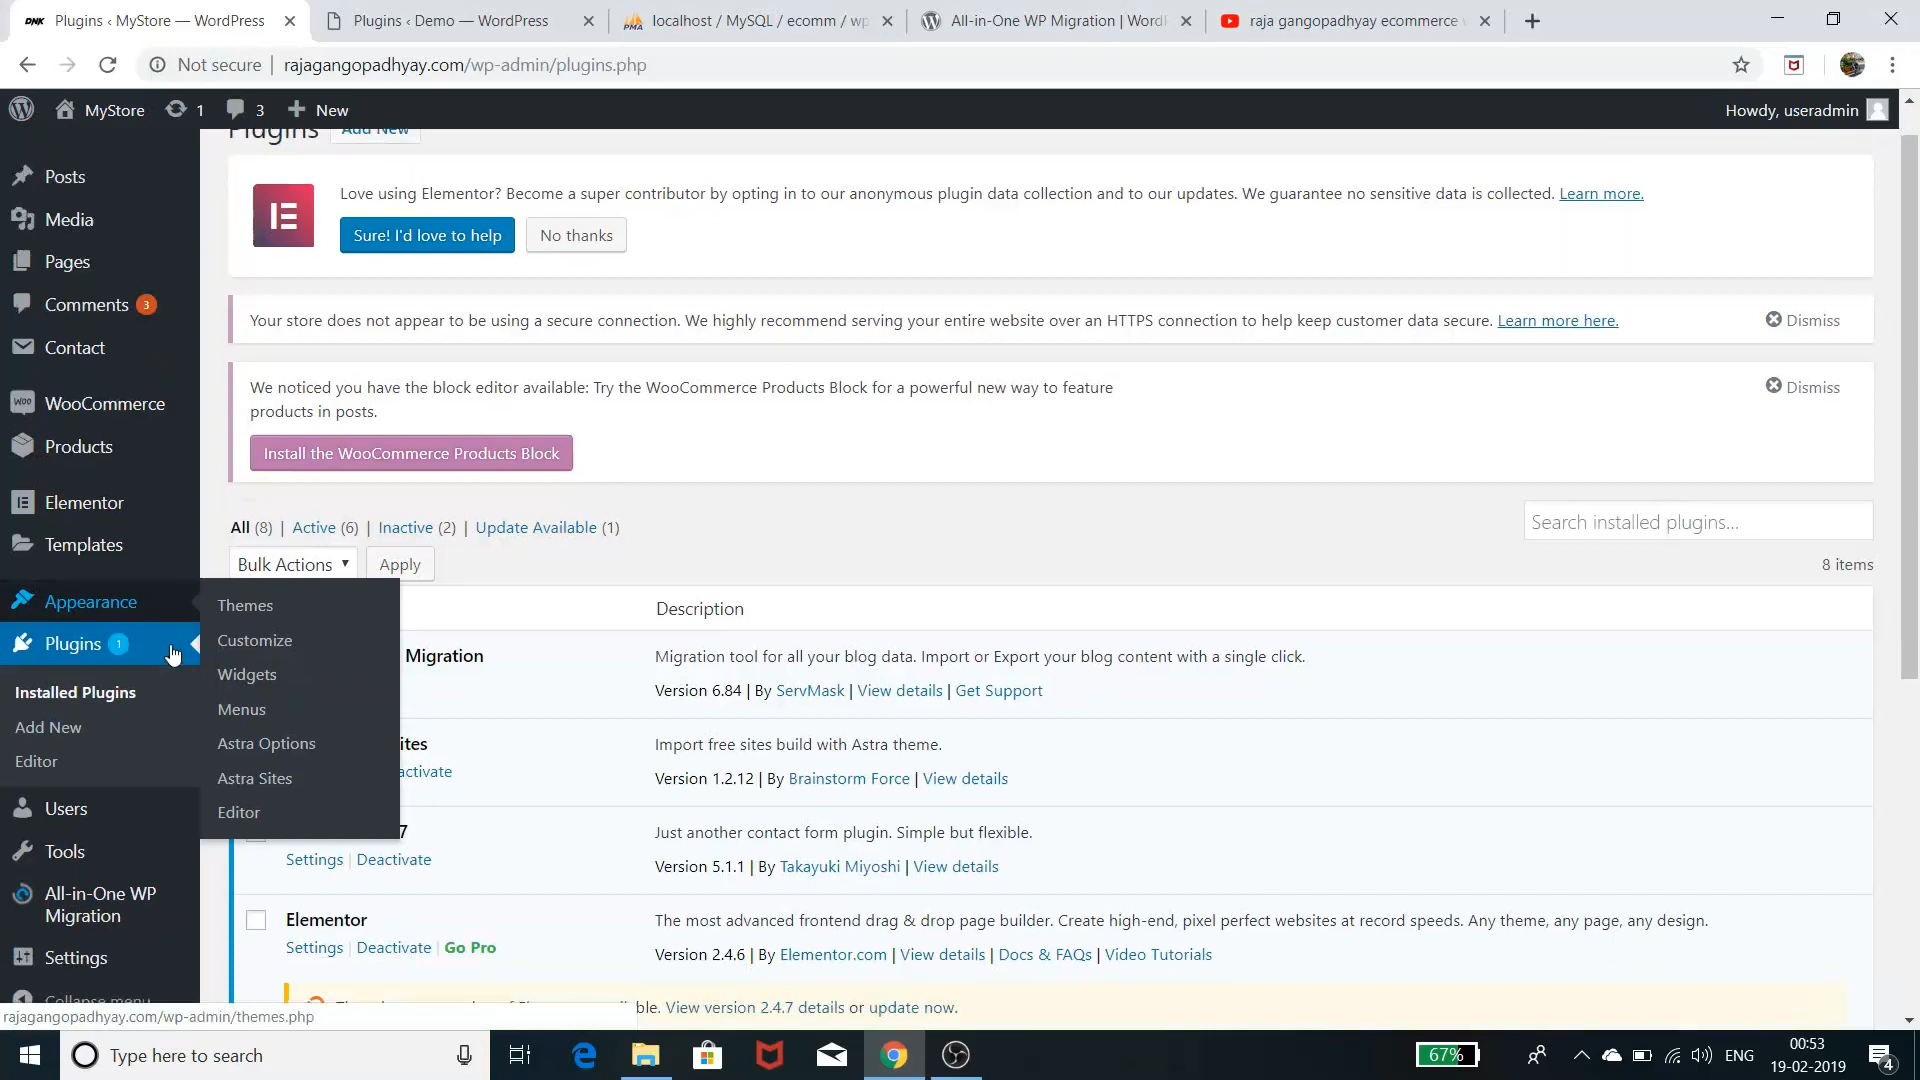 DNK Plugins ‹ MyStore — WordPress
Plugins ‹ Demo — WordPress
localhost / MySQL / ecomm / wp
All-in-One WP Migration | Word
raja gangopadhyay ecommerce
Not secure | rajagangopadhyay.com/wp-admin/plugins.php
MyStore 1 3 New
Howdy, useradmin
Plugins Add New
Posts
Media
Pages
Comments 3
Contact
WooCommerce
Products
Elementor
Templates
Appearance
Plugins 1
Installed Plugins
Add New
Editor
Users
Tools
All-in-One WP
Migration
Settings
Collapse menu
Themes
Customize
Widgets
Menus
Astra Options
Astra Sites
Editor
Love using Elementor? Become a super contributor by opting in to our anonymous plugin data collection and to our updates. We guarantee no sensitive data is collected. Learn more.
Sure! I'd love to help No thanks
Your store does not appear to be using a secure connection. We highly recommend serving your entire website over an HTTPS connection to help keep customer data secure. Learn more here.
Dismiss
We noticed you have the block editor available: Try the WooCommerce Products Block for a powerful new way to feature
products in posts.
Dismiss
Install the WooCommerce Products Block
All (8) | Active (6) | Inactive (2) | Update Available (1)
Search installed plugins...
Bulk Actions Apply
8 items
Description
Migration
Migration tool for all your blog data. Import or Export your blog content with a single click.
Version 6.84 | By ServMask | View details | Get Support
ites
activate
Import free sites build with Astra theme.
Version 1.2.12 | By Brainstorm Force | View details
7
Settings | Deactivate
Just another contact form plugin. Simple but flexible.
Version 5.1.1 | By Takayuki Miyoshi | View details
Elementor
Settings | Deactivate | Go Pro
The most advanced frontend drag & drop page builder. Create high-end, pixel perfect websites at record speeds. Any theme, any page, any design.
Version 2.4.6 | By Elementor.com | View details | Docs & FAQs | Video Tutorials
ble. View version 2.4.7 details or update now.
rajagangopadhyay.com/wp-admin/themes.php
Type here to search
67%
ENG
00:53
19-02-2019
4